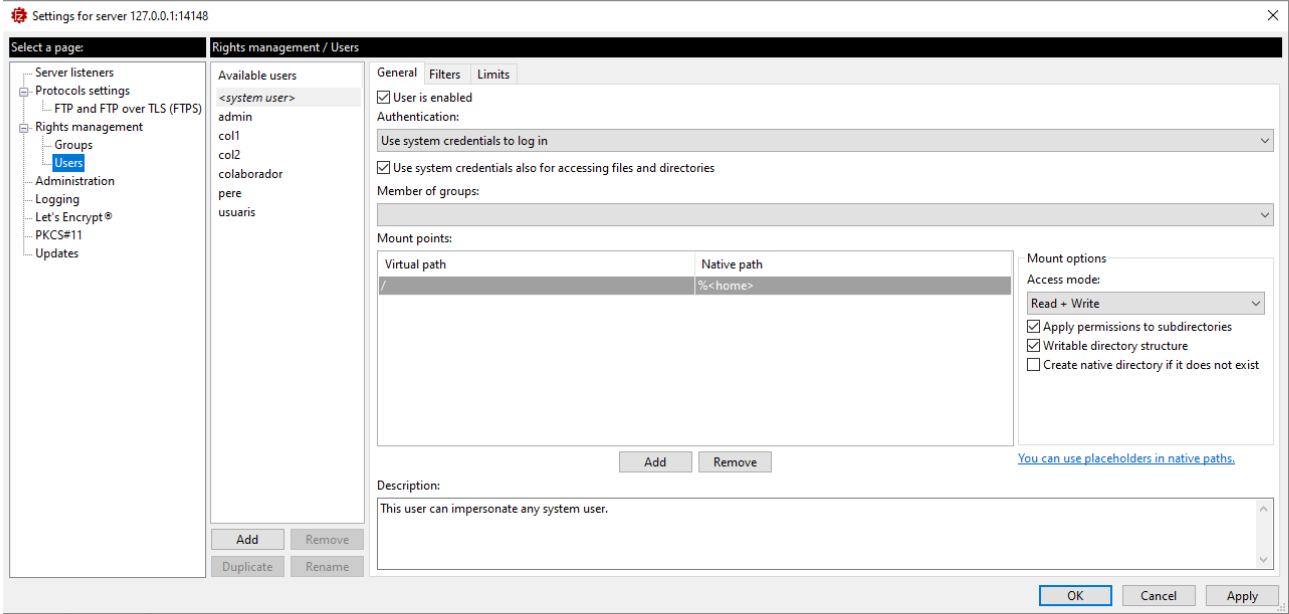 Settings for server 127.0.0.1:14148
Select a page:
Server listeners
Protocols settings
FTP and FTP over TLS (FTPS)
Rights management
Groups
Users
Administration
Logging
Let's Encrypt®
PKCS#11
Updates
Rights management / Users
Available users
<system user>
admin
col1
col2
colaborador
pere
usuaris
Add Remove
Duplicate Rename
General Filters Limits
User is enabled
Authentication:
Use system credentials to log in
Use system credentials also for accessing files and directories
Member of groups:
Mount points:
Virtual path Native path
/ %<home>
Add Remove
Mount options
Access mode:
Read + Write
Apply permissions to subdirectories
Writable directory structure
Create native directory if it does not exist
You can use placeholders in native paths.
Description:
This user can impersonate any system user.
OK Cancel Apply